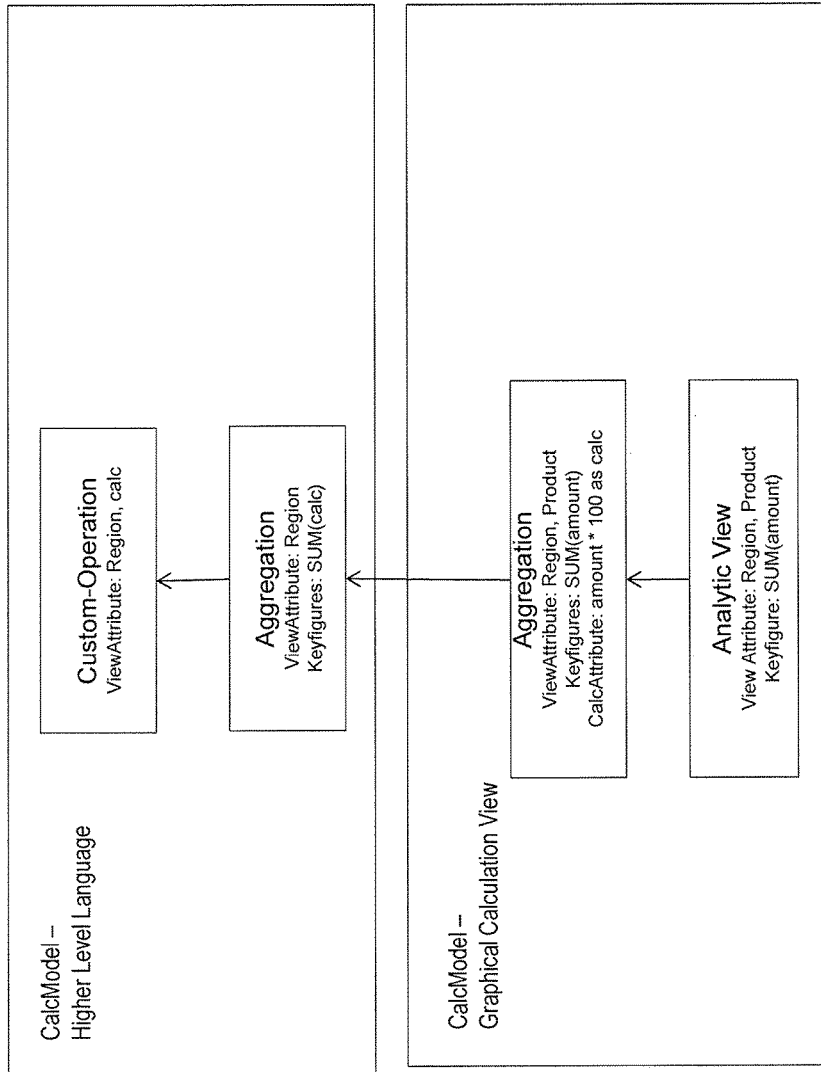 CalcModel –
Higher Level Language
Custom-Operation
ViewAttribute: Region, calc
Aggregation
ViewAttribute: Region
Keyfigures: SUM(calc)
CalcModel –
Graphical Calculation View
Aggregation
ViewAttribute: Region, Product
Keyfigures: SUM(amount)
CalcAttribute: amount * 100 as calc
Analytic View
View Attribute: Region, Product
Keyfigure: SUM(amount)